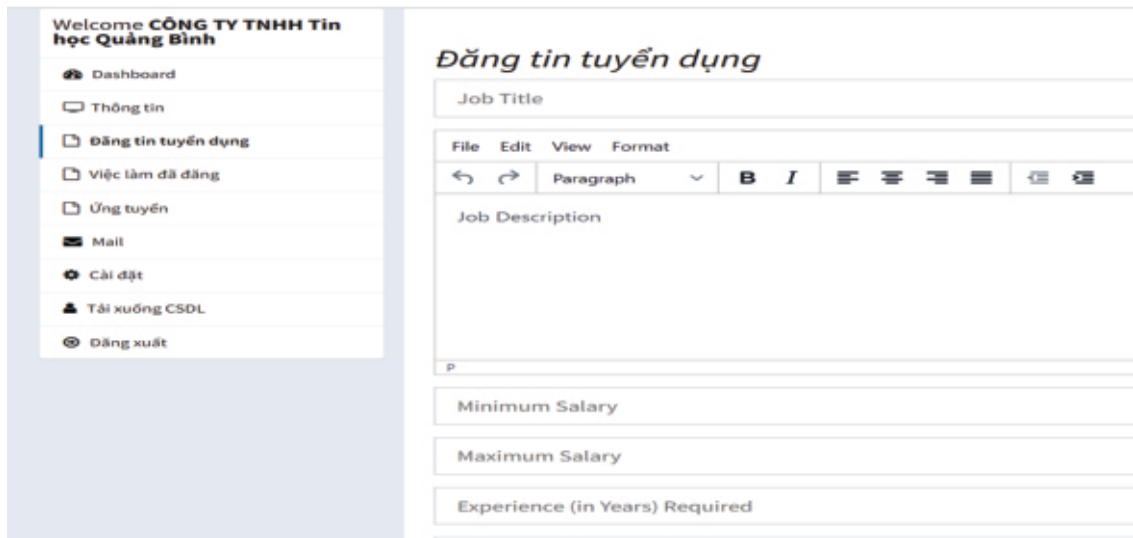 Welcome CÔNG TY TNHH Tin
học Quảng Bình
Dashboard
Thông tin
Đăng tin tuyển dụng
Việc làm đã đăng
Ứng tuyển
Mail
Cài đặt
Tải xuống CSDL
Đăng xuất
Đăng tin tuyển dụng
Job Title
File Edit View Format
Paragraph B I
Job Description
P
Minimum Salary
Maximum Salary
Experience (in Years) Required